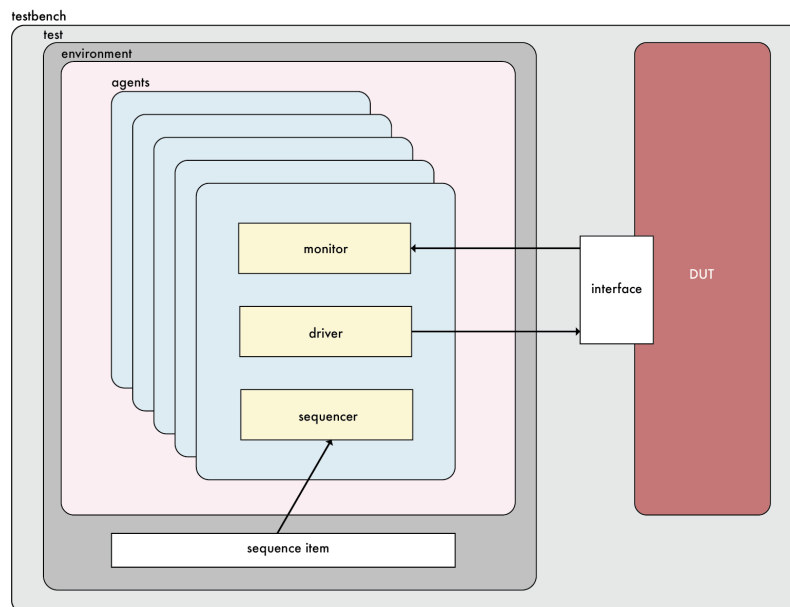 testbench
test
environment
agents
monitor
driver
sequencer
sequence item
interface
DUT